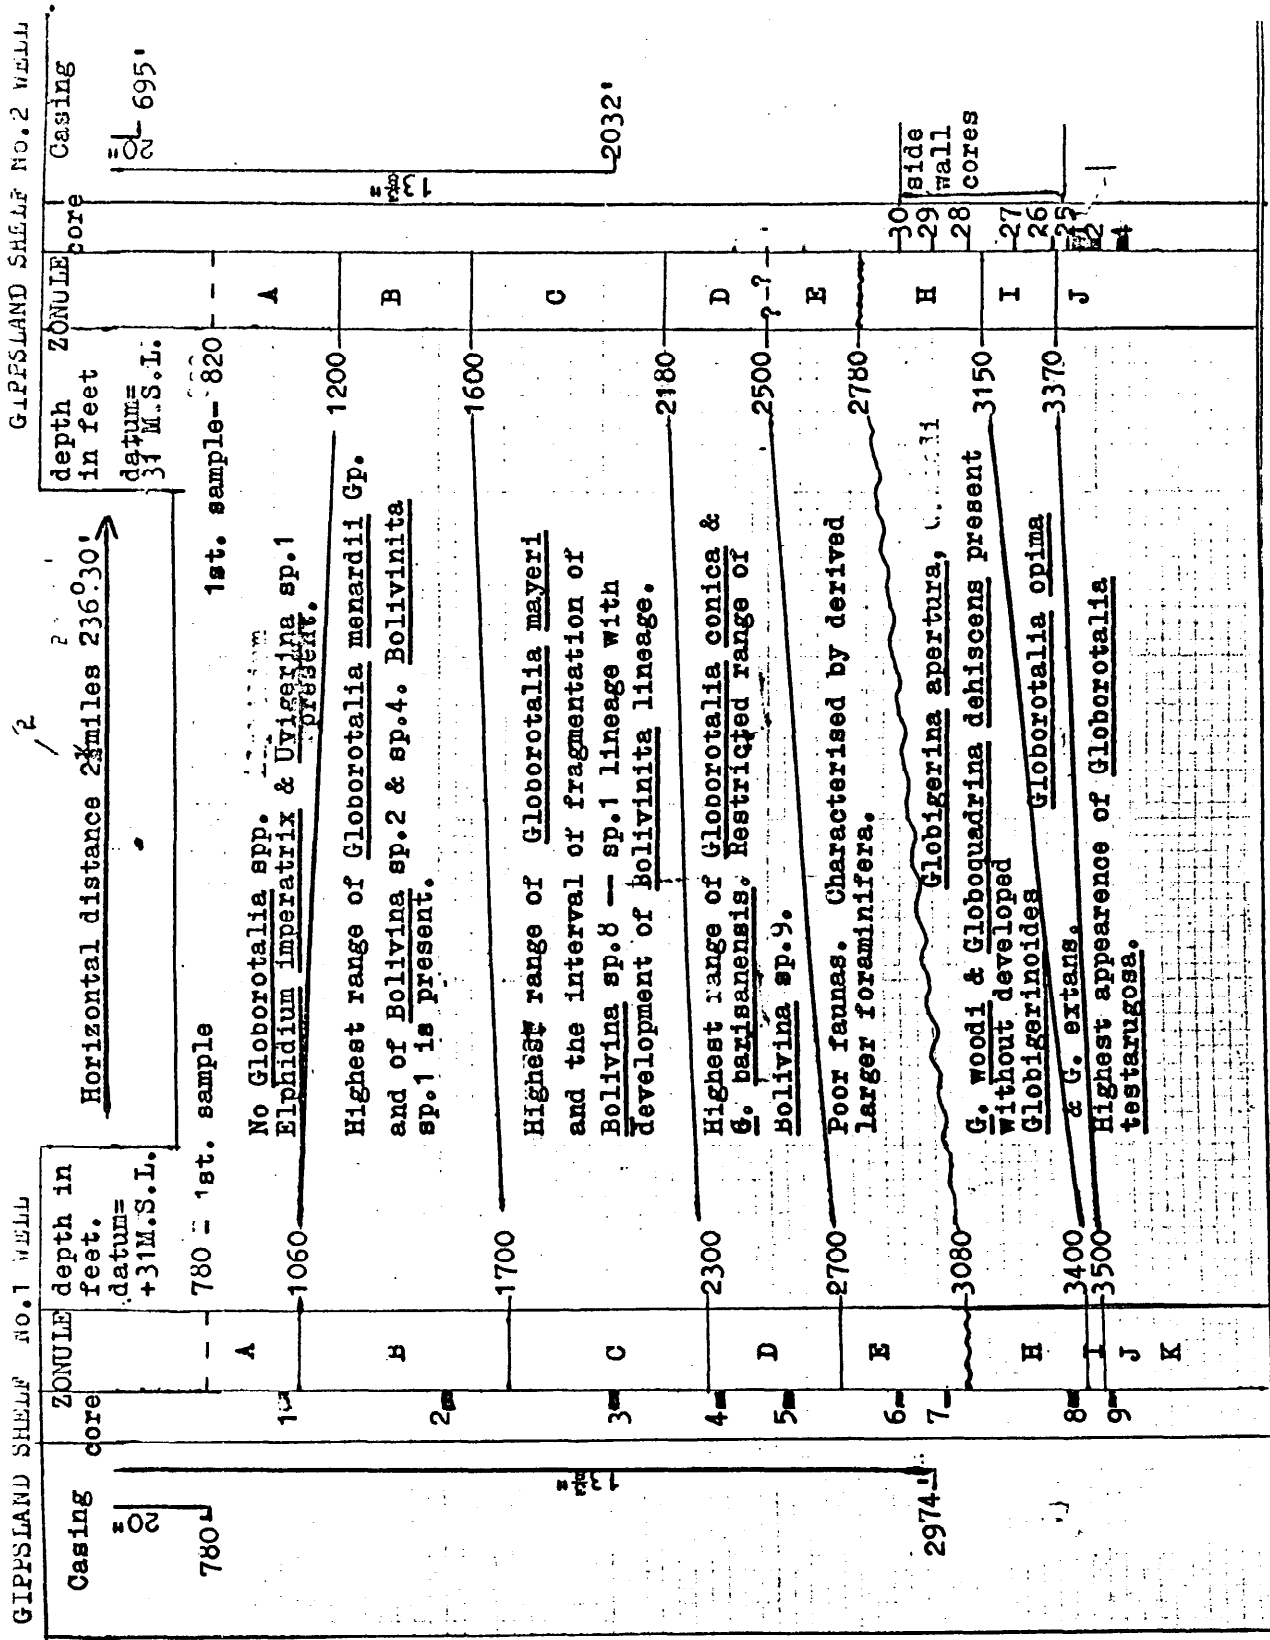 GIPPSLAND SHELF NO.1 WELL
GIPPSLAND SHELF NO.2 WELL
Casing
core
ZONULE
depth in
feet.
datum=
+31M.S.L.
Horizontal distance miles 236°30'
depth
in feet
datum=
31 M.S.L.
ZONULE
core
Casing
20"
780'
13 3/8"
2974'
1
2
3
4
5
6
7
8
9
A
B
C
D
E
H
I
J
K
780 - 1st. sample
1060
1700
2300
2700
3080
3400
3500
No Globorotalia spp.
Elphidium imperatrix & Uvigerina sp.1
present.
Highest range of Globorotalia menardii Gp.
and of Bolivina sp.2 & sp.4. Bolivinita
sp.1 is present.
Highest range of Globorotalia mayeri
and the interval of fragmentation of
Bolivina sp.8 — sp.1 lineage with
development of Bolivinita lineage.
Highest range of Globorotalia conica &
G. barisanensis. Restricted range of
Bolivina sp.9.
Poor faunas. Characterised by derived
larger foraminifera.
Globigerina apertura,
G. woodi & Globoquadrina dehiscens present
without developed
Globigerinoides
Globorotalia opima
& G. extans.
Highest appearence of Globorotalia
testarugosa.
1st. sample- 820
1200
1600
2180
2500
2780
3150
3370
A
B
C
D
?-?
E
H
I
J
30
29
28
27
26
25
1
2
4
side
wall
cores
20"
695'
13 3/8"
2032'